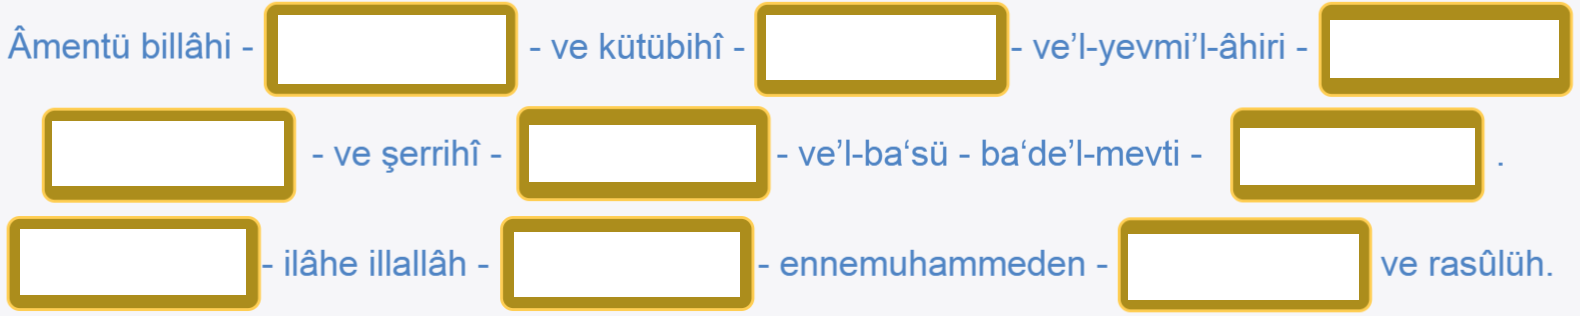 Âmentü billâhi - - ve kütübihî - - ve’l-yevmi’l-âhiri -
- ve şerrihî - - ve’l-ba‘sü - ba‘de’l-mevti - .
- ilâhe illallâh - - ennemuhammeden - ve rasûlüh.